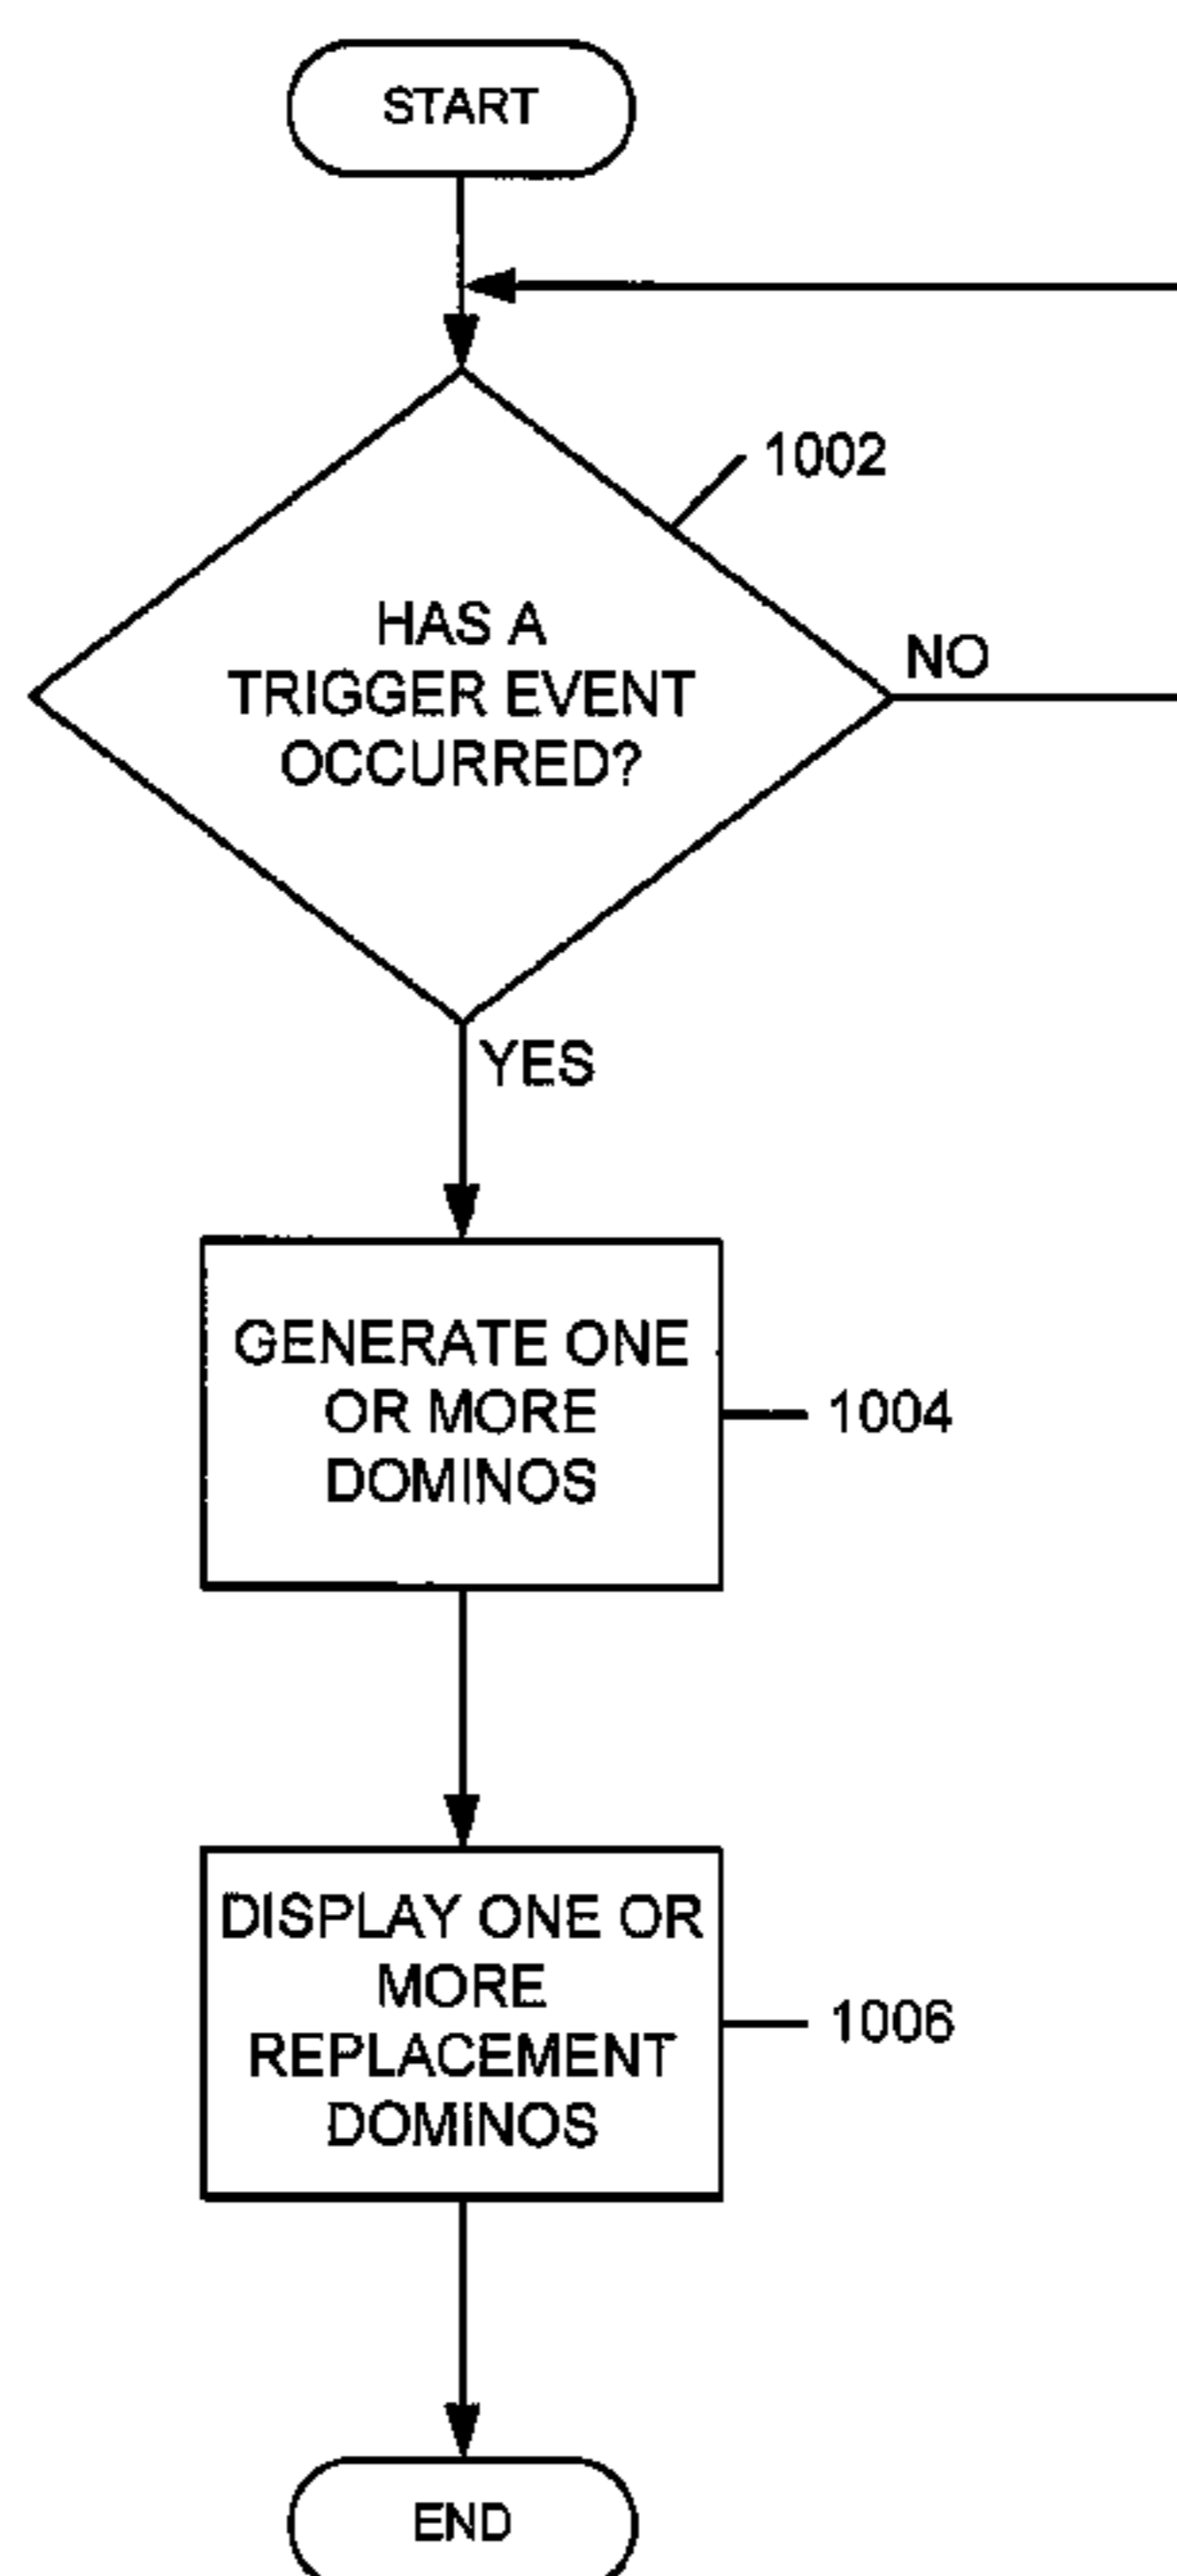 START
1002
HAS A
TRIGGER EVENT
OCCURRED?
NO
YES
GENERATE ONE
OR MORE
DOMINOS
1004
DISPLAY ONE OR
MORE
REPLACEMENT
DOMINOS
1006
END